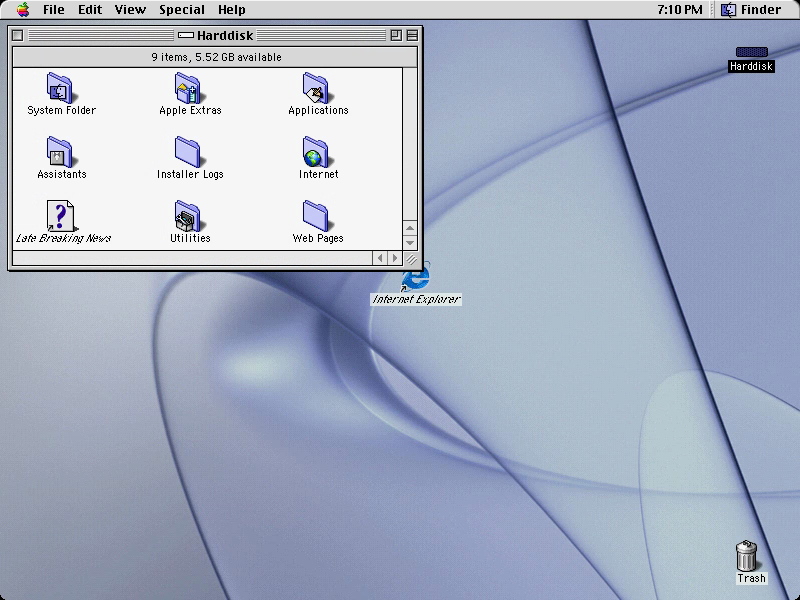 File Edit View Special Help 7:10 PM Finder
Harddisk
9 items, 5.52 GB available
Harddisk
System Folder Apple Extras Applications
Assistants Installer Logs Internet
Late Breaking News Utilities Web Pages
Internet Explorer
Trash